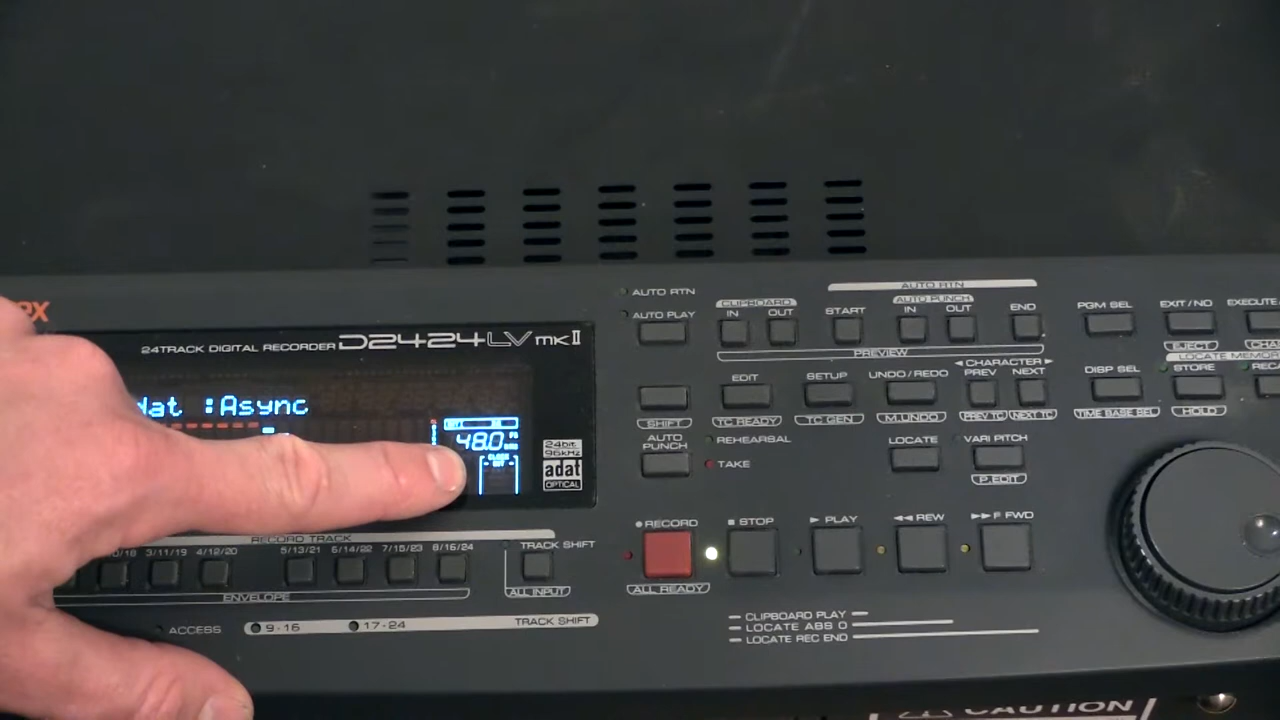 24TRACK DIGITAL RECORDER D2424LV mkII
dat :Async
48.0
24bit
96kHz
adat
OPTICAL
AUTO RTN
AUTO PLAY
CLIPBOARD
IN OUT
AUTO RTN
AUTO PUNCH
START IN OUT END
PREVIEW
PGM SEL EXIT/NO EXECUTE
EJECT
LOCATE MEMOR
EDIT SETUP UNDO/REDO
CHARACTER
PREV NEXT
DISP SEL STORE RECA
SHIFT TC READY TC GEN M.UNDO PREV TC NEXT TC TIME BASE SEL HOLD
AUTO
PUNCH
REHEARSAL
TAKE
LOCATE VARI PITCH
P.EDIT
RECORD STOP PLAY REW F FWD
ALL READY
RECORD TRACK
3/11/19 4/12/20 5/13/21 6/14/22 7/15/23 8/16/24
TRACK SHIFT
ENVELOPE
ALL INPUT
ACCESS 9-16 17-24 TRACK SHIFT
CLIPBOARD PLAY
LOCATE ABS 0
LOCATE REC END
CAUTION